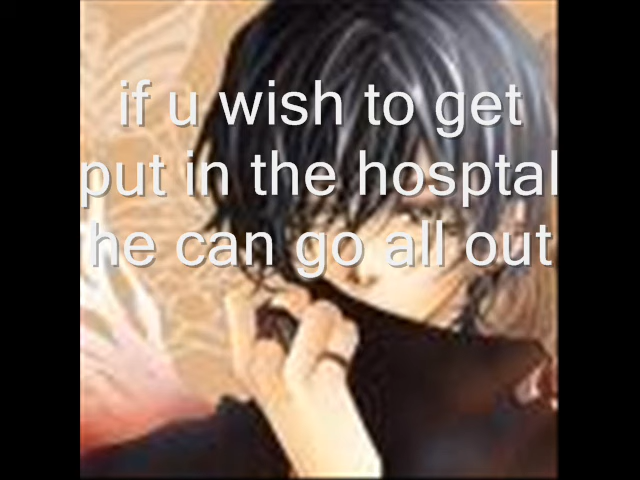 if u wish to get
put in the hosptal
he can go all out